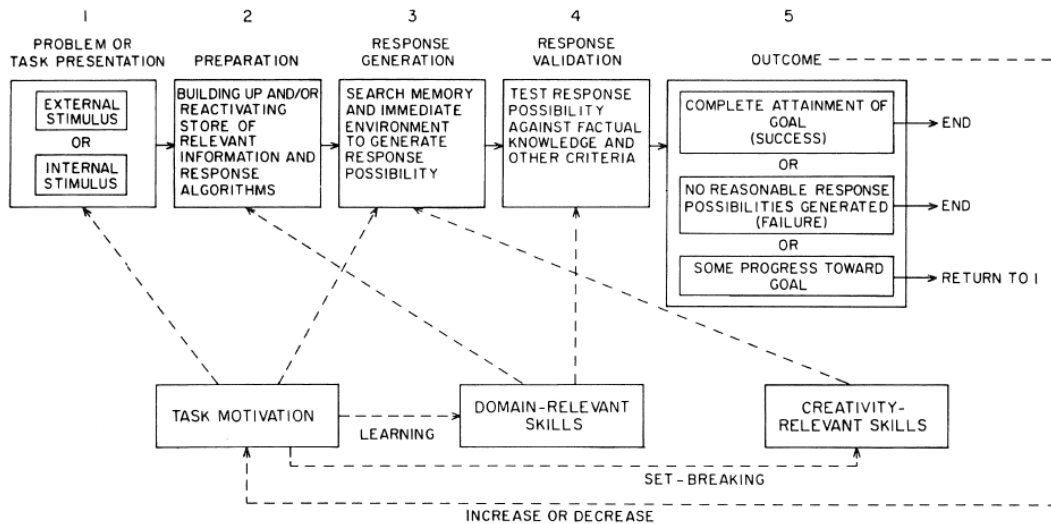 1
2
3
4
5
PROBLEM OR
TASK PRESENTATION
PREPARATION
RESPONSE
GENERATION
RESPONSE
VALIDATION
OUTCOME
EXTERNAL
STIMULUS
OR
INTERNAL
STIMULUS
BUILDING UP AND/OR
REACTIVATING
STORE OF
RELEVANT
INFORMATION AND
RESPONSE
ALGORITHMS
SEARCH MEMORY
AND IMMEDIATE
ENVIRONMENT
TO GENERATE
RESPONSE
POSSIBILITY
TEST RESPONSE
POSSIBILITY
AGAINST FACTUAL
KNOWLEDGE AND
OTHER CRITERIA
COMPLETE ATTAINMENT OF
GOAL
(SUCCESS)
END
OR
NO REASONABLE RESPONSE
POSSIBILITIES GENERATED
(FAILURE)
END
OR
SOME PROGRESS TOWARD
GOAL
RETURN TO 1
TASK MOTIVATION
LEARNING
DOMAIN-RELEVANT
SKILLS
CREATIVITY-
RELEVANT SKILLS
SET-BREAKING
INCREASE OR DECREASE